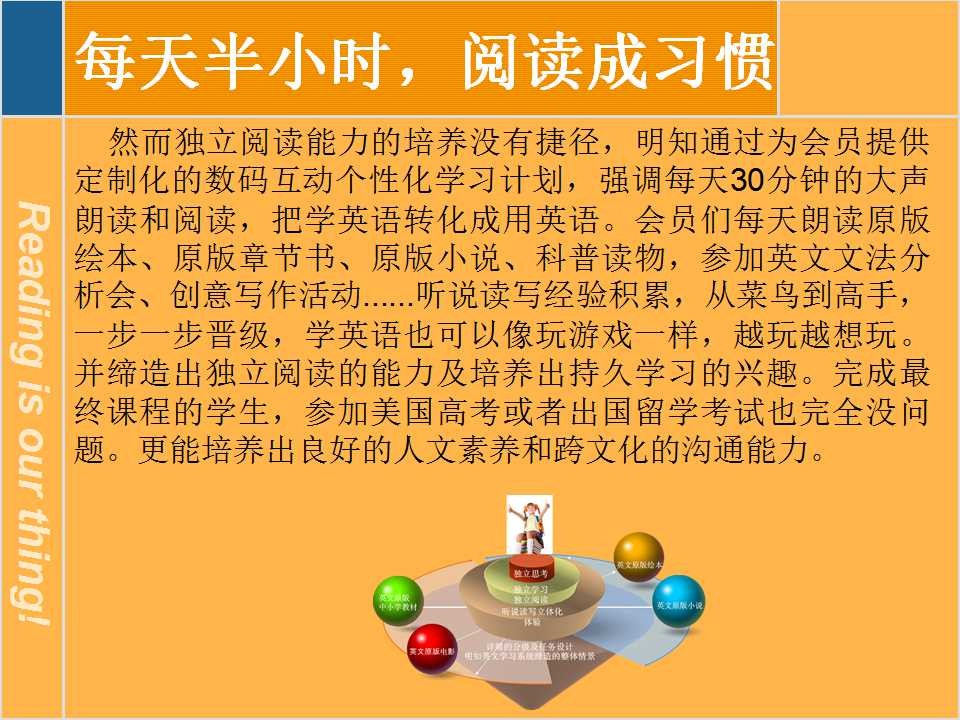 每天半小时，阅读成习惯
然而独立阅读能力的培养没有捷径，明知通过为会员提供
定制化的数码互动个性化学习计划，强调每天30分钟的大声
朗读和阅读，把学英语转化成用英语。会员们每天朗读原版
绘本、原版章节书、原版小说、科普读物，参加英文文法分
析会、创意写作活动......听说读写经验积累，从菜鸟到高手，
一步一步晋级，学英语也可以像玩游戏一样，越玩越想玩。
并缔造出独立阅读的能力及培养出持久学习的兴趣。完成最
终课程的学生，参加美国高考或者出国留学考试也完全没问
题。更能培养出良好的人文素养和跨文化的沟通能力。
Reading is our thing!
独立思考
英文原版绘本
独立学习
独立阅读
英文原版
中小学教材
听说读写立体化
体验
英文原版小说
英文原版电影
详细的分级及任务设计
明知英文学习系统缔造的整体情景